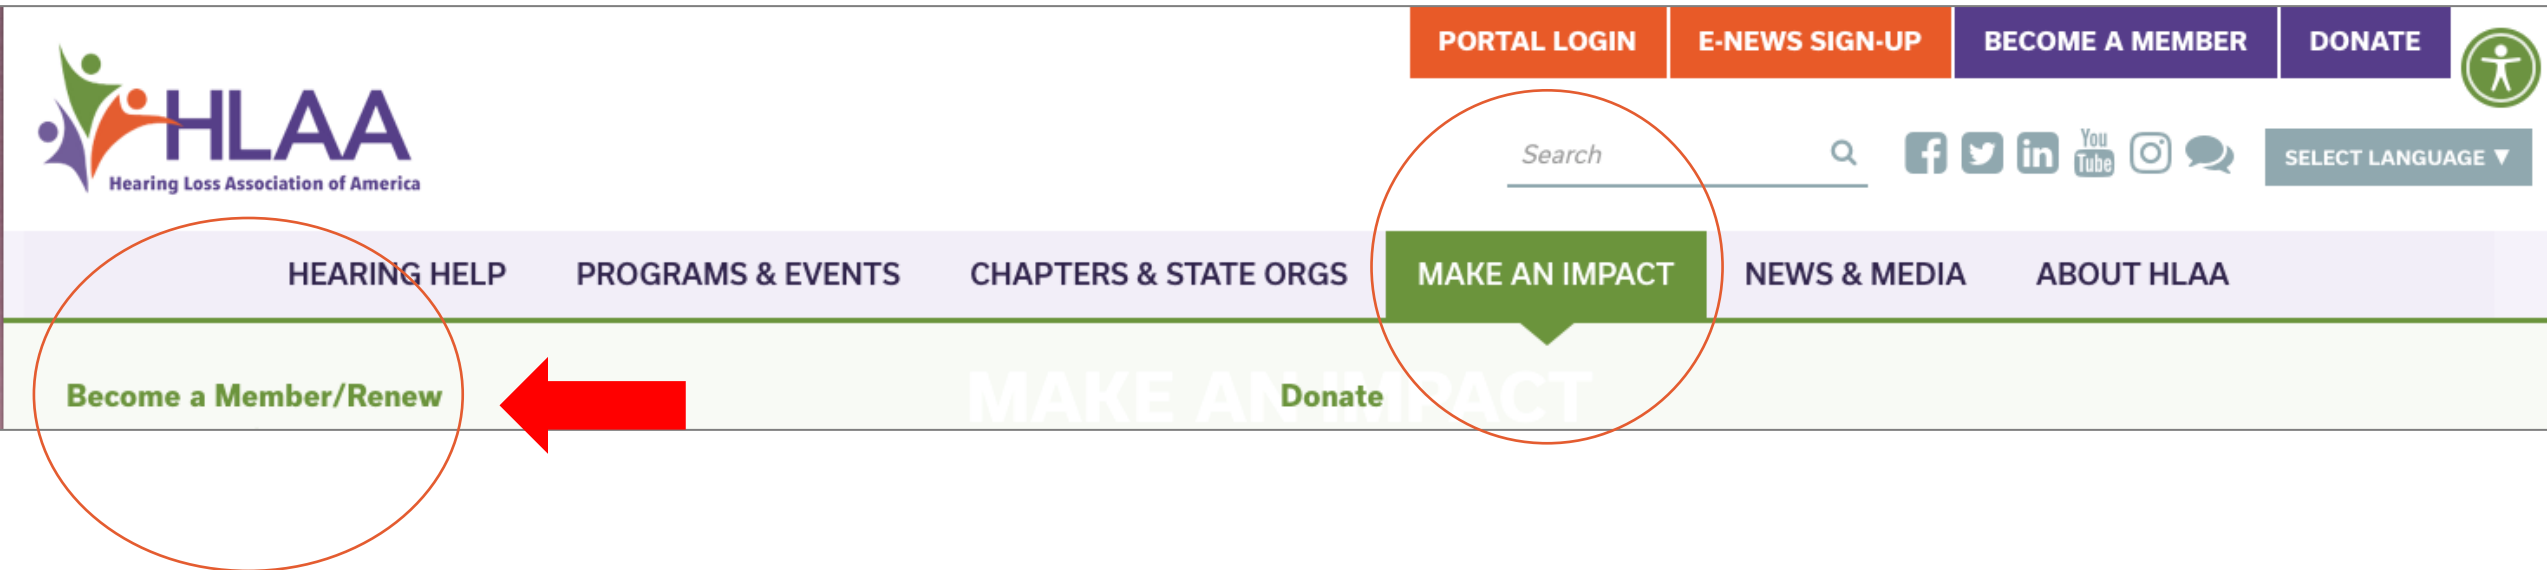 PORTAL LOGIN
E-NEWS SIGN-UP
BECOME A MEMBER
DONATE
HLAA
Hearing Loss Association of America
Search
You
Tube
SELECT LANGUAGE ▼
HEARING HELP
PROGRAMS & EVENTS
CHAPTERS & STATE ORGS
MAKE AN IMPACT
NEWS & MEDIA
ABOUT HLAA
Become a Member/Renew
MAKE AN IMPACT
Donate